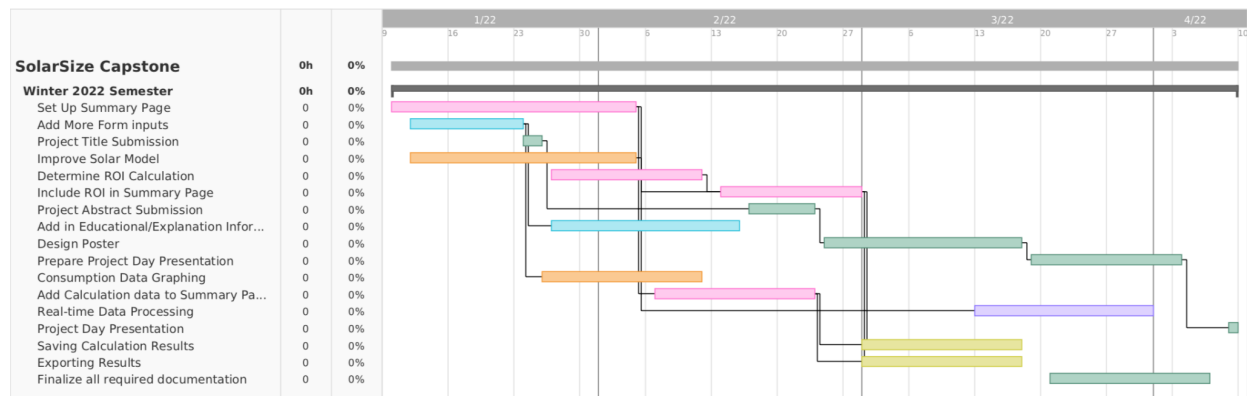 1/22 2/22 3/22 4/22
9 16 23 30 6 13 20 27 6 13 20 27 3 10
SolarSize Capstone 0h 0%
Winter 2022 Semester 0h 0%
Set Up Summary Page 0 0%
Add More Form inputs 0 0%
Project Title Submission 0 0%
Improve Solar Model 0 0%
Determine ROI Calculation 0 0%
Include ROI in Summary Page 0 0%
Project Abstract Submission 0 0%
Add in Educational/Explanation Infor... 0 0%
Design Poster 0 0%
Prepare Project Day Presentation 0 0%
Consumption Data Graphing 0 0%
Add Calculation data to Summary Pa... 0 0%
Real-time Data Processing 0 0%
Project Day Presentation 0 0%
Saving Calculation Results 0 0%
Exporting Results 0 0%
Finalize all required documentation 0 0%